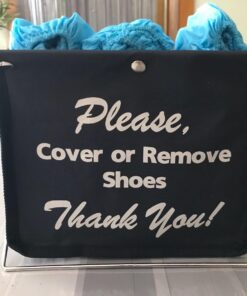 Please,
Cover or Remove
Shoes
Thank You!